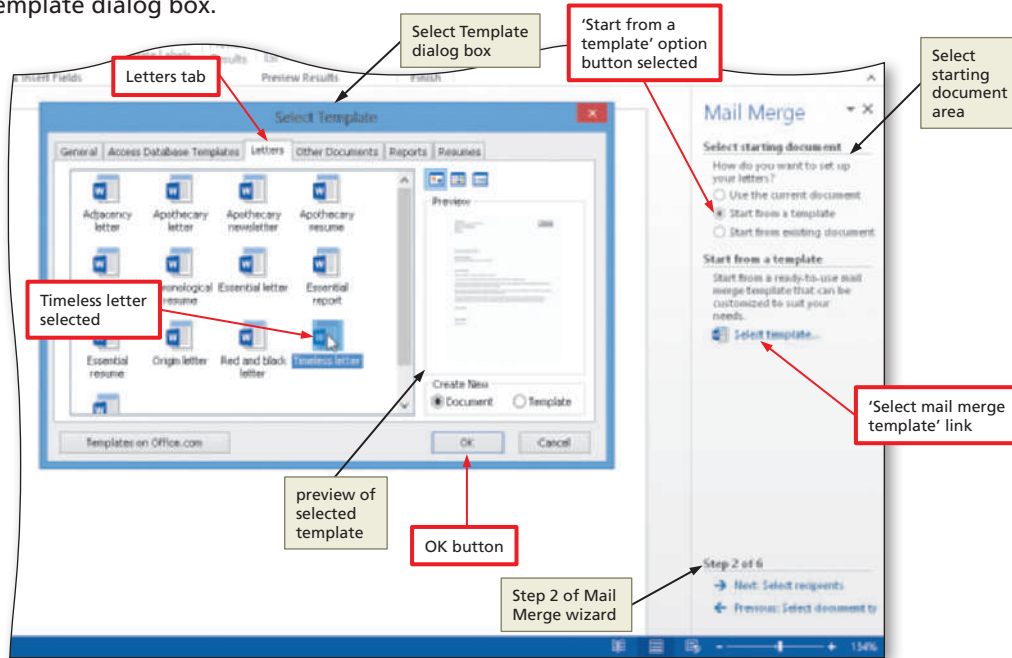 emplate dialog box.
Select Template
dialog box
'Start from a
template' option
button selected
Select
starting
document
area
Letters tab
Insert Fields
Preview Results
Finish
Select Template
General
Access Database Templates
Letters
Other Documents
Reports
Resumes
Adjacency
letter
Apothecary
letter
Apothecary
newsletter
Apothecary
resume
Timeless letter
selected
Essential letter
Essential
report
Essential
resume
Origin letter
Red and black
letter
Timeless letter
Preview
Create New
Document
Template
Templates on Office.com
OK
Cancel
preview of
selected
template
OK button
Mail Merge
Select starting document
How do you want to set up
your letters?
Use the current document
Start from a template
Start from existing document
Start from a template
Start from a ready-to-use mail
merge template that can be
customized to suit your
needs.
Select template...
'Select mail merge
template' link
Step 2 of 6
Next: Select recipients
Previous: Select document ty
Step 2 of Mail
Merge wizard
134%